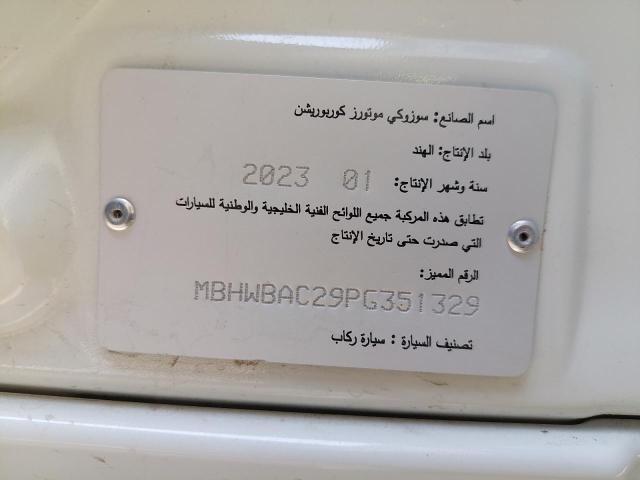 اسم الصانع: سوزوكي موتورز كوربوريشن
بلد الإنتاج: الهند
سنة وشهر الإنتاج: 01 2023
تطابق هذه المركبة جميع اللوائح الفنية الخليجية والوطنية للسيارات
التي صدرت حتى تاريخ الإنتاج
الرقم المميز:
MBHWBAC29PG351329
تصنيف السيارة : سيارة ركاب